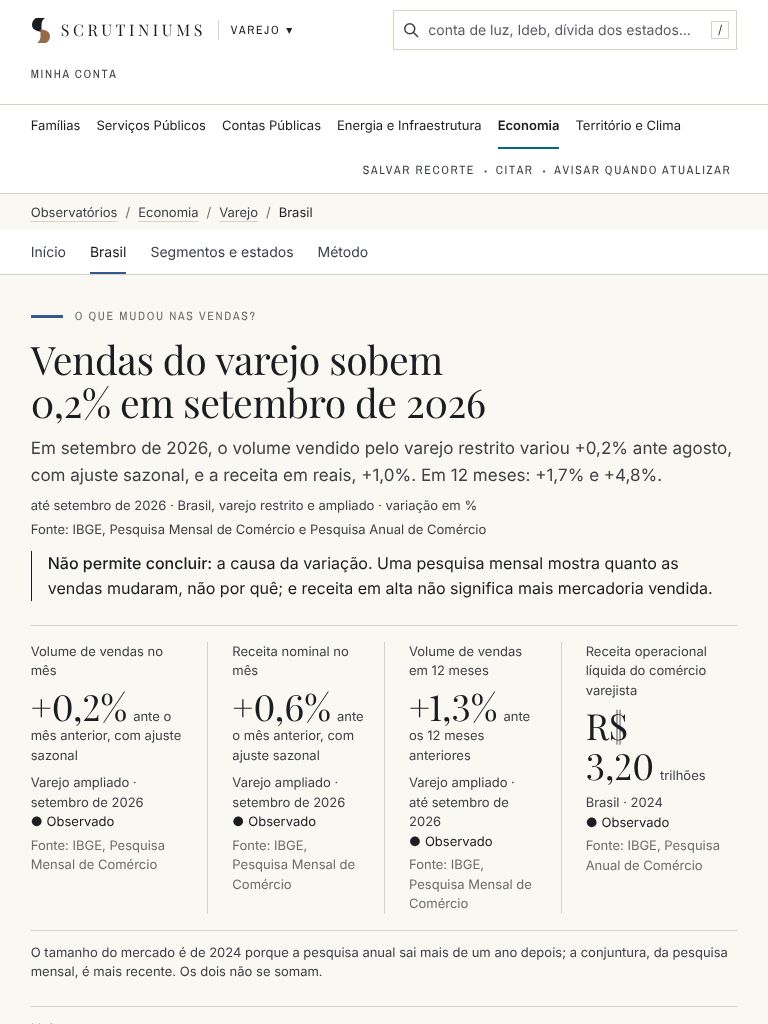 SCRUTINIUMS
VAREJO ▾
conta de luz, Ideb, dívida dos estados...
/
MINHA CONTA
Famílias Serviços Públicos Contas Públicas Energia e Infraestrutura Economia Território e Clima
SALVAR RECORTE · CITAR · AVISAR QUANDO ATUALIZAR
Observatórios / Economia / Varejo / Brasil
Início Brasil Segmentos e estados Método
O QUE MUDOU NAS VENDAS?
Vendas do varejo sobem
0,2% em setembro de 2026
Em setembro de 2026, o volume vendido pelo varejo restrito variou +0,2% ante agosto,
com ajuste sazonal, e a receita em reais, +1,0%. Em 12 meses: +1,7% e +4,8%.
até setembro de 2026 · Brasil, varejo restrito e ampliado · variação em %
Fonte: IBGE, Pesquisa Mensal de Comércio e Pesquisa Anual de Comércio
Não permite concluir: a causa da variação. Uma pesquisa mensal mostra quanto as
vendas mudaram, não por quê; e receita em alta não significa mais mercadoria vendida.
Volume de vendas no
mês
+0,2% ante o
mês anterior, com ajuste
sazonal
Varejo ampliado ·
setembro de 2026
● Observado
Fonte: IBGE, Pesquisa
Mensal de Comércio
Receita nominal no
mês
+0,6% ante
o mês anterior, com
ajuste sazonal
Varejo ampliado ·
setembro de 2026
● Observado
Fonte: IBGE,
Pesquisa Mensal de
Comércio
Volume de vendas
em 12 meses
+1,3% ante
os 12 meses
anteriores
Varejo ampliado ·
até setembro de
2026
● Observado
Fonte: IBGE,
Pesquisa Mensal de
Comércio
Receita operacional
líquida do comércio
varejista
R$
3,20 trilhões
Brasil · 2024
● Observado
Fonte: IBGE, Pesquisa
Anual de Comércio
O tamanho do mercado é de 2024 porque a pesquisa anual sai mais de um ano depois; a conjuntura, da pesquisa
mensal, é mais recente. Os dois não se somam.